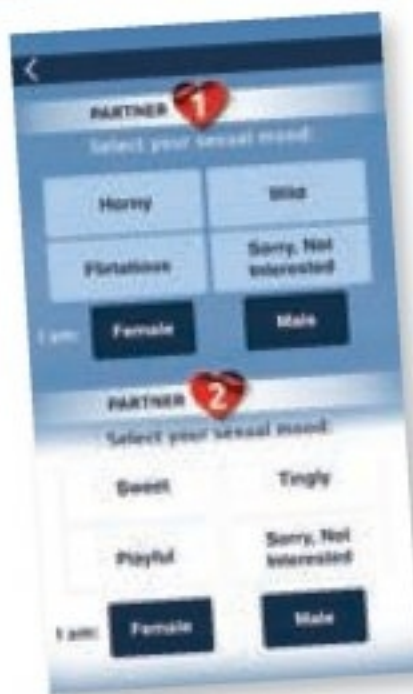 PARTNER 1
Select your sexual mood:
Horny Wild
Flirtatious Sorry, Not
Interested
I am: Female Male
PARTNER 2
Select your sexual mood:
Sweet Tingly
Playful Sorry, Not
Interested
I am: Female Male